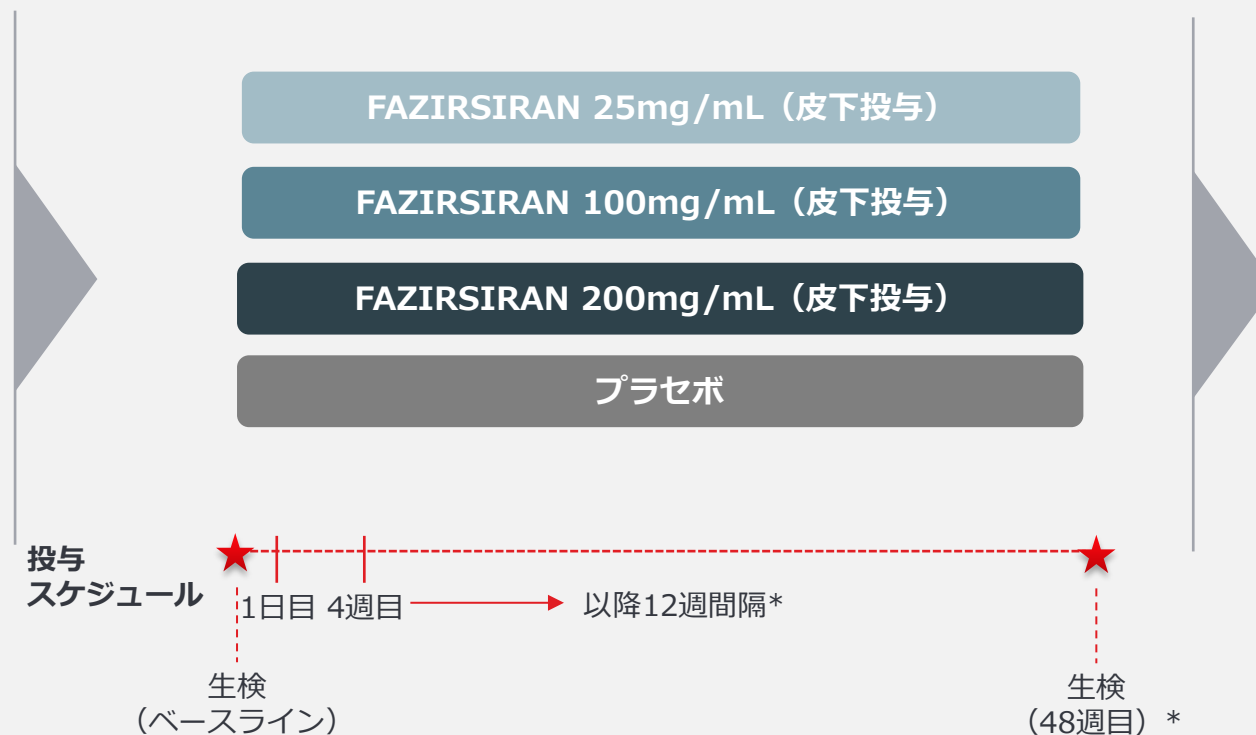 FAZIRSIRAN 25mg/mL（皮下投与）
FAZIRSIRAN 100mg/mL（皮下投与）
FAZIRSIRAN 200mg/mL（皮下投与）
プラセボ
投与
スケジュール
1日目 4週目
以降12週間隔*
生検
（ベースライン）
生検
（48週目）*